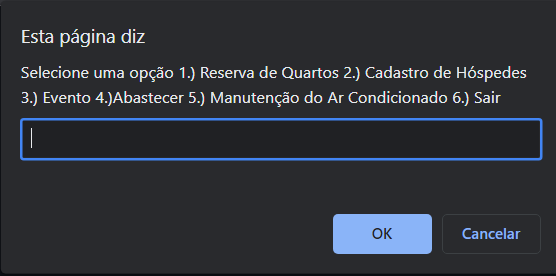 Esta página diz
Selecione uma opção 1.) Reserva de Quartos 2.) Cadastro de Hóspedes
3.) Evento 4.)Abastecer 5.) Manutenção do Ar Condicionado 6.) Sair
OK
Cancelar